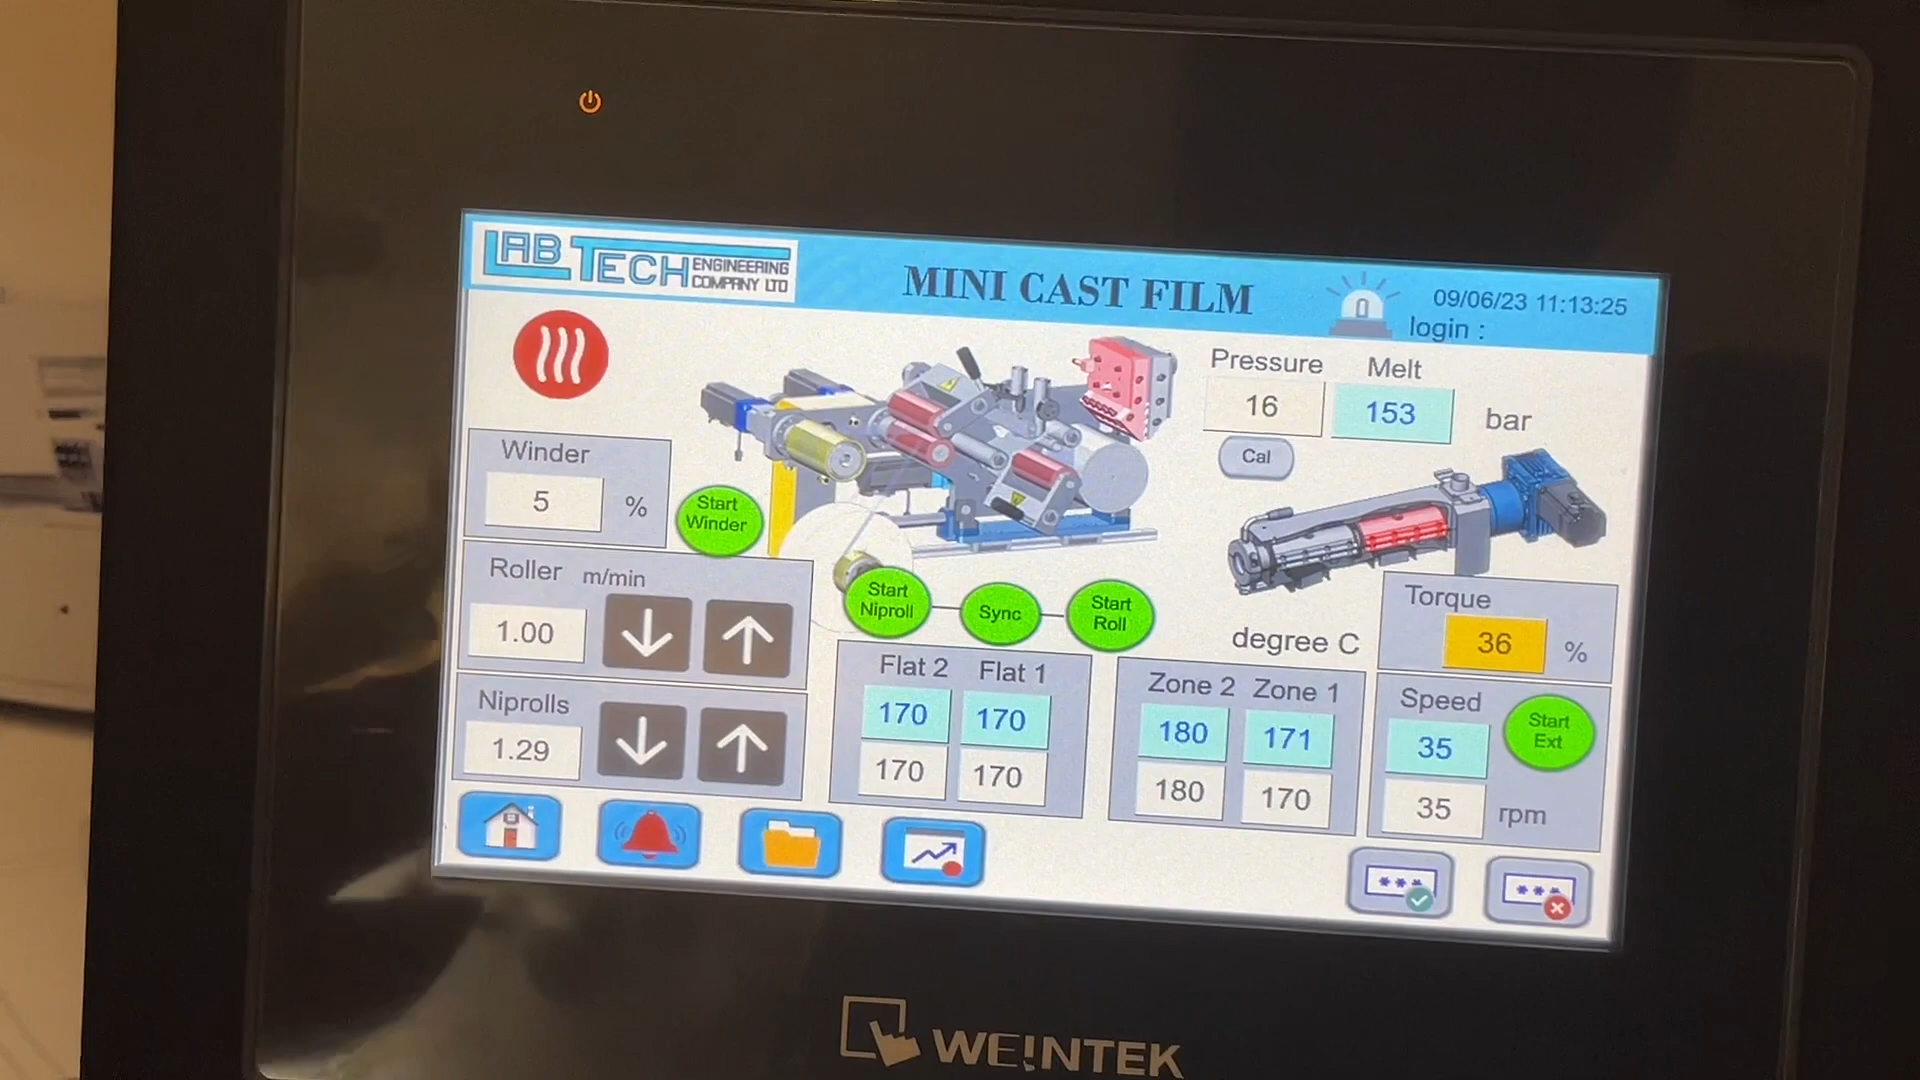 LABTECH ENGINEERING COMPANY LTD
MINI CAST FILM
09/06/23 11:13:25
login :
Pressure Melt
16 153 bar
Cal
Winder
5 %
Start Winder
Roller m/min
1.00
Niprolls
1.29
Start Niproll
Sync
Start Roll
degree C
Flat 2 Flat 1
170 170
170 170
Zone 2 Zone 1
180 171
180 170
Torque
36 %
Speed
35
Start Ext
35 rpm
***
***
WEINTEK